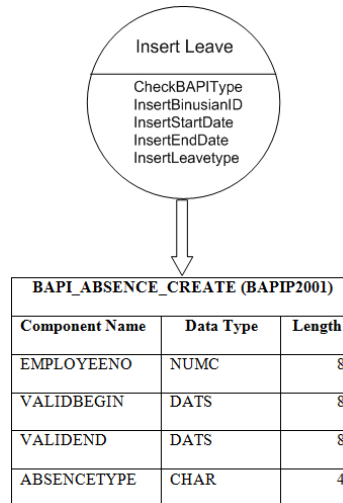 Insert Leave
CheckBAPIType
InsertBinusianID
InsertStartDate
InsertEndDate
InsertLeavetype
BAPI_ABSENCE_CREATE (BAPIP2001)
Component Name Data Type Length
EMPLOYEENO NUMC 8
VALIDBEGIN DATS 8
VALIDEND DATS 8
ABSENCETYPE CHAR 4